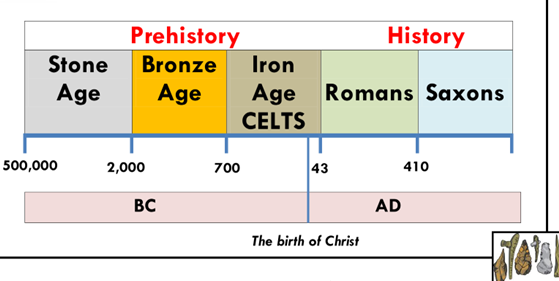 Prehistory History
Stone Age
Bronze Age
Iron Age CELTS
Romans
Saxons
500,000 2,000 700 43 410
BC AD
The birth of Christ